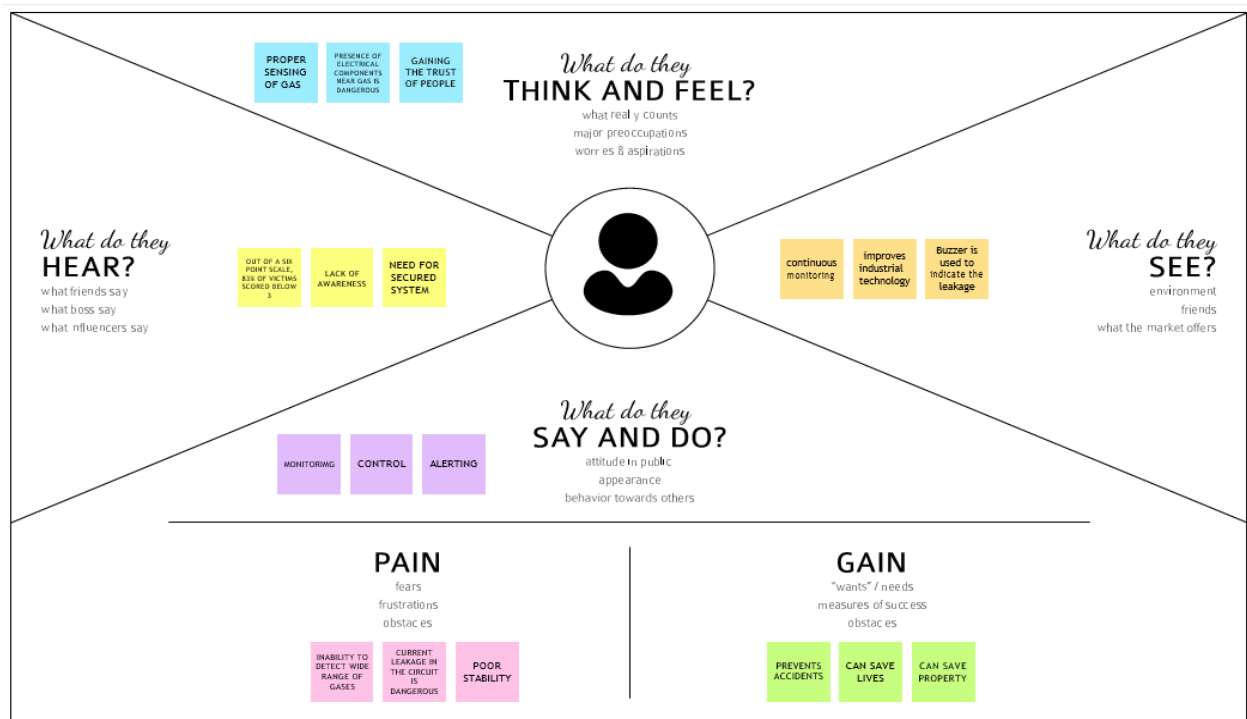 What do they
THINK AND FEEL?
what real y counts
major preoccupations
worr es & aspirations
PROPER
SENSING
OF GAS
PRESENCE OF
ELECTRICAL
COMPONENTS
NEAR GAS IS
DANGEROUS
GAINING
THE TRUST
OF PEOPLE
What do they
HEAR?
what friends say
what boss say
what nfluencers say
OUT OF A SIX
POINT SCALE,
83% OF VICTIMS
SCORED BELOW
3
LACK OF
AWARENESS
NEED FOR
SECURED
SYSTEM
continuous
monitoring
improves
industrial
technology
Buzzer is
used to
indicate the
leakage
What do they
SEE?
environment
friends
what the market offers
What do they
SAY AND DO?
attitude in public
appearance
behavior towards others
MONITORIMG
CONTROL
ALERTING
PAIN
fears
frustrations
obstac es
INABILITY TO
DETECT WIDE
RANGE OF
GASES
CURRENT
LEAKAGE IN
THE CIRCUIT
IS
DANGEROUS
POOR
STABILITY
GAIN
"wants" / needs
measures of success
obstac es
PREVENTS
ACCIDENTS
CAN SAVE
LIVES
CAN SAVE
PROPERTY